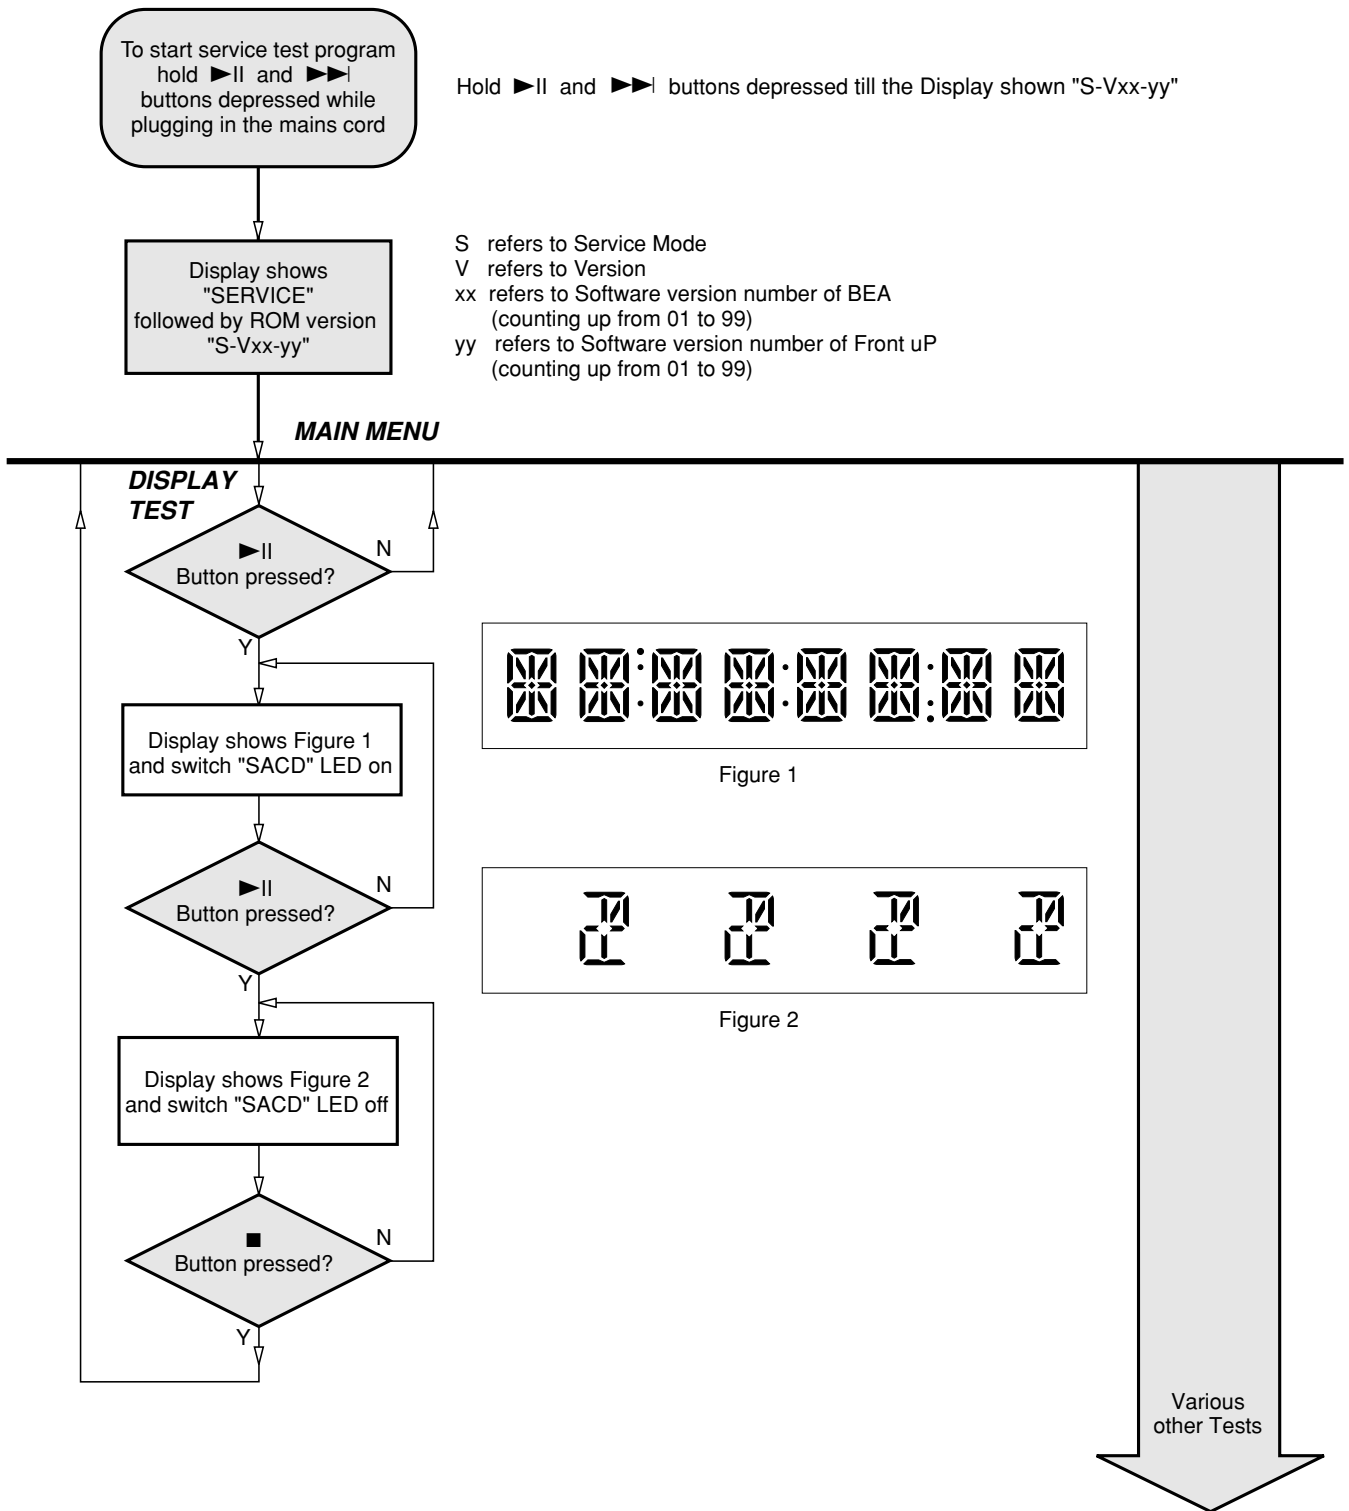 To start service test program
hold ►II and ►►I
buttons depressed while
plugging in the mains cord
Hold ►II and ►►I buttons depressed till the Display shown "S-Vxx-yy"
Display shows
"SERVICE"
followed by ROM version
"S-Vxx-yy"
S refers to Service Mode
V refers to Version
xx refers to Software version number of BEA
(counting up from 01 to 99)
yy refers to Software version number of Front uP
(counting up from 01 to 99)
MAIN MENU
DISPLAY
TEST
►II
Button pressed?
N
Y
Display shows Figure 1
and switch "SACD" LED on
Figure 1
►II
Button pressed?
N
Y
Figure 2
Display shows Figure 2
and switch "SACD" LED off
■
Button pressed?
N
Y
Various
other Tests